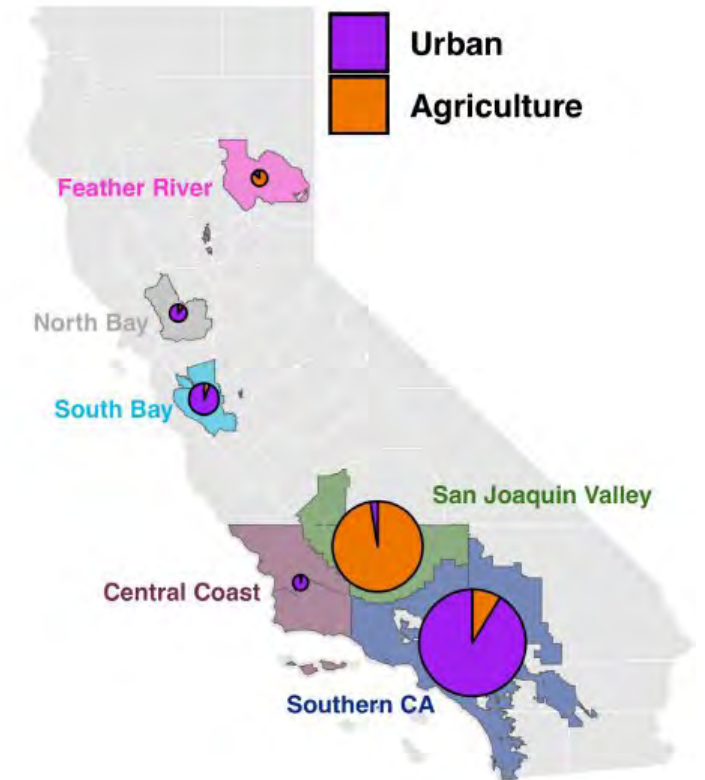 Urban
Agriculture
Feather River
North Bay
South Bay
San Joaquin Valley
Central Coast
Southern CA